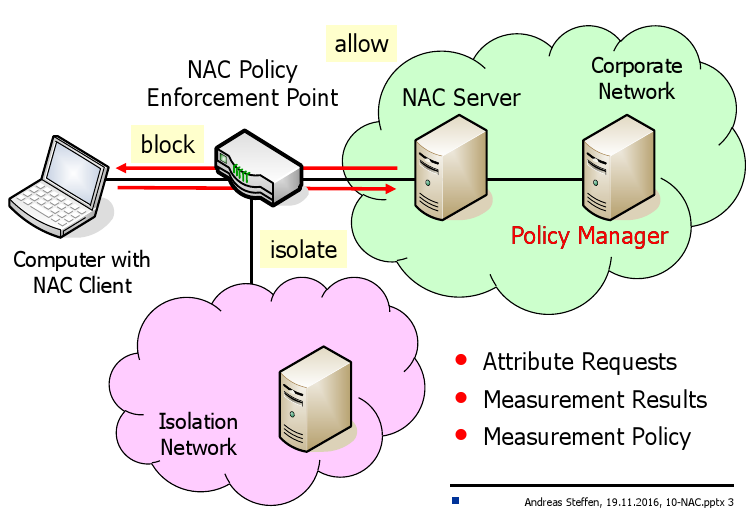 allow
NAC Policy
Enforcement Point
Corporate
Network
NAC Server
block
Policy Manager
isolate
Computer with
NAC Client
Isolation
Network
Attribute Requests
Measurement Results
Measurement Policy
Andreas Steffen, 19.11.2016, 10-NAC.pptx 3